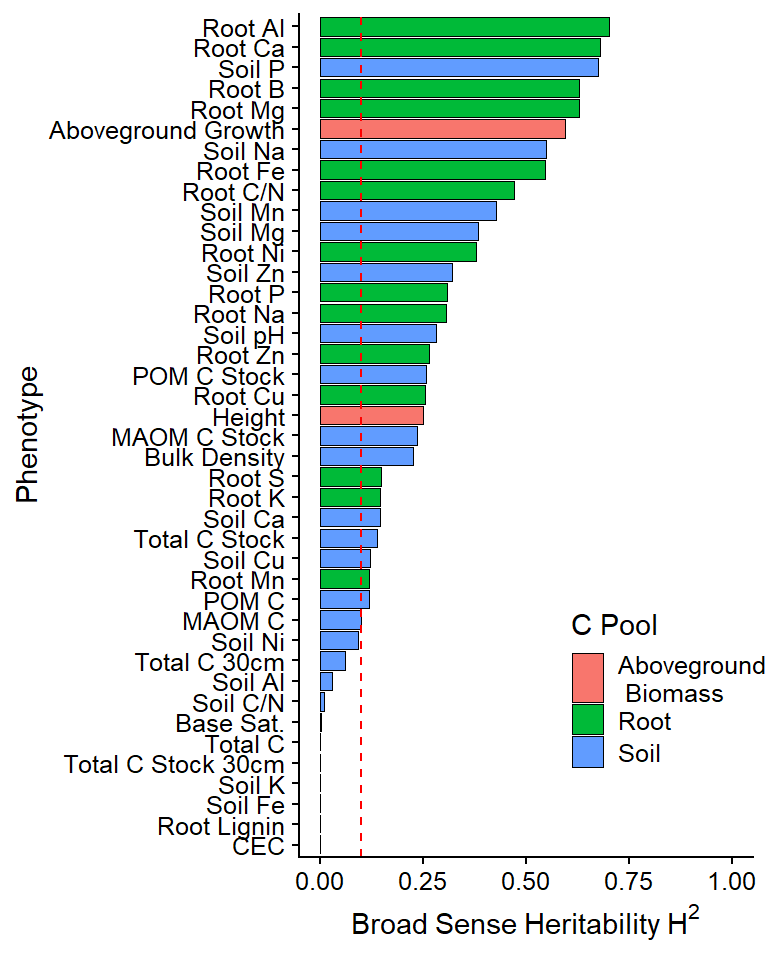 Root Al
Root Ca
Soil P
Root B
Root Mg
Aboveground Growth
Soil Na
Root Fe
Root C/N
Soil Mn
Soil Mg
Root Ni
Soil Zn
Root P
Root Na
Soil pH
Root Zn
POM C Stock
Root Cu
Height
MAOM C Stock
Bulk Density
Root S
Root K
Soil Ca
Total C Stock
Soil Cu
Root Mn
POM C
MAOM C
Soil Ni
Total C 30cm
Soil Al
Soil C/N
Base Sat.
Total C
Total C Stock 30cm
Soil K
Soil Fe
Root Lignin
CEC
Phenotype
C Pool
Aboveground
Biomass
Root
Soil
0.00 0.25 0.50 0.75 1.00
Broad Sense Heritability H²